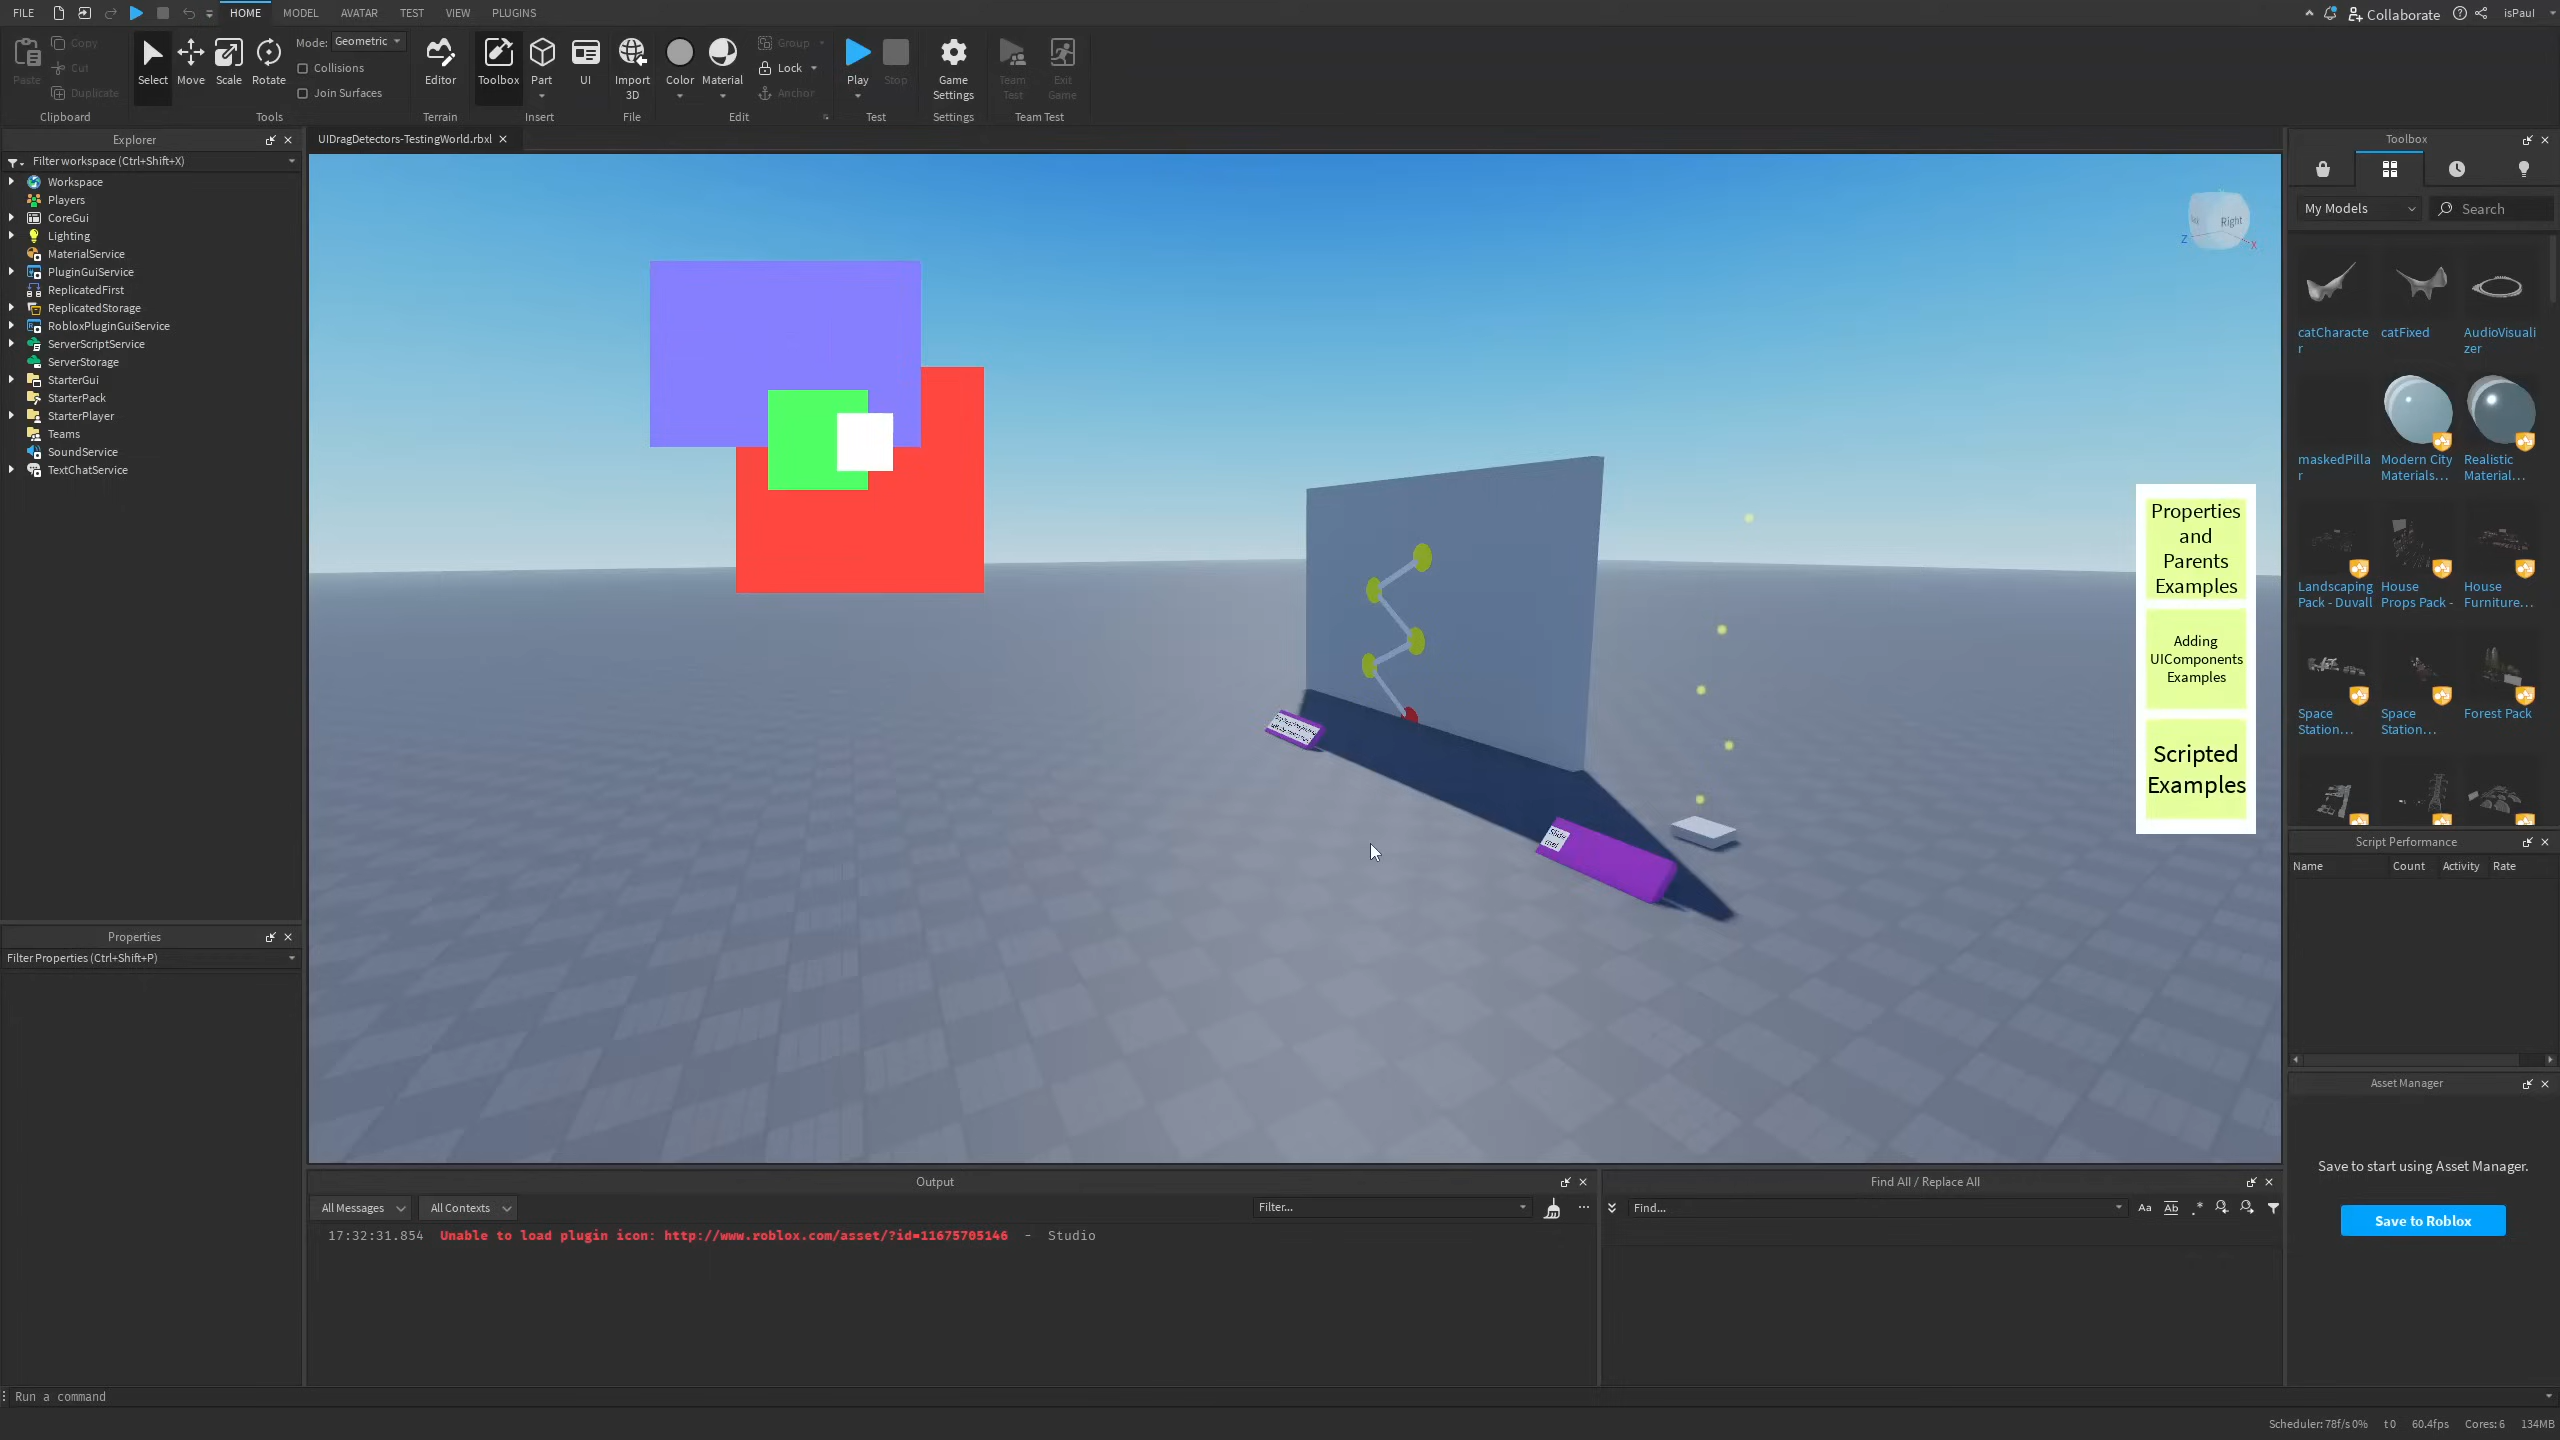 FILE
HOME
MODEL
AVATAR
TEST
VIEW
PLUGINS
Collaborate
isPaul
Paste
Copy
Cut
Duplicate
Clipboard
Select
Move
Scale
Rotate
Mode: Geometric
Collisions
Join Surfaces
Tools
Editor
Terrain
Toolbox
Part
UI
Insert
Import
3D
File
Color
Material
Group
Lock
Anchor
Edit
Play
Stop
Test
Game
Settings
Settings
Team
Test
Exit
Game
Team Test
Explorer
Filter workspace (Ctrl+Shift+X)
Workspace
Players
CoreGui
Lighting
MaterialService
PluginGuiService
ReplicatedFirst
ReplicatedStorage
RobloxPluginGuiService
ServerScriptService
ServerStorage
StarterGui
StarterPack
StarterPlayer
Teams
SoundService
TextChatService
Properties
Filter Properties (Ctrl+Shift+P)
UIDragDetectors-TestingWorld.rbxl
Right
Z
X
Slide
me!
Properties
and
Parents
Examples
Adding
UIComponents
Examples
Scripted
Examples
Toolbox
My Models
Search
catCharacte
r
catFixed
AudioVisuali
zer
maskedPilla
r
Modern City
Materials...
Realistic
Material...
Landscaping
Pack - Duvall
House
Props Pack -
House
Furniture...
Space
Station...
Space
Station...
Forest Pack
Script Performance
Name
Count
Activity
Rate
Asset Manager
Save to start using Asset Manager.
Save to Roblox
Output
All Messages
All Contexts
Filter...
17:32:31.854 Unable to load plugin icon: http://www.roblox.com/asset/?id=11675705146 - Studio
Find All / Replace All
Find...
Aa
Ab
.*
Run a command
Scheduler: 78f/s 0%
t 0
60.4fps
Cores: 6
134MB